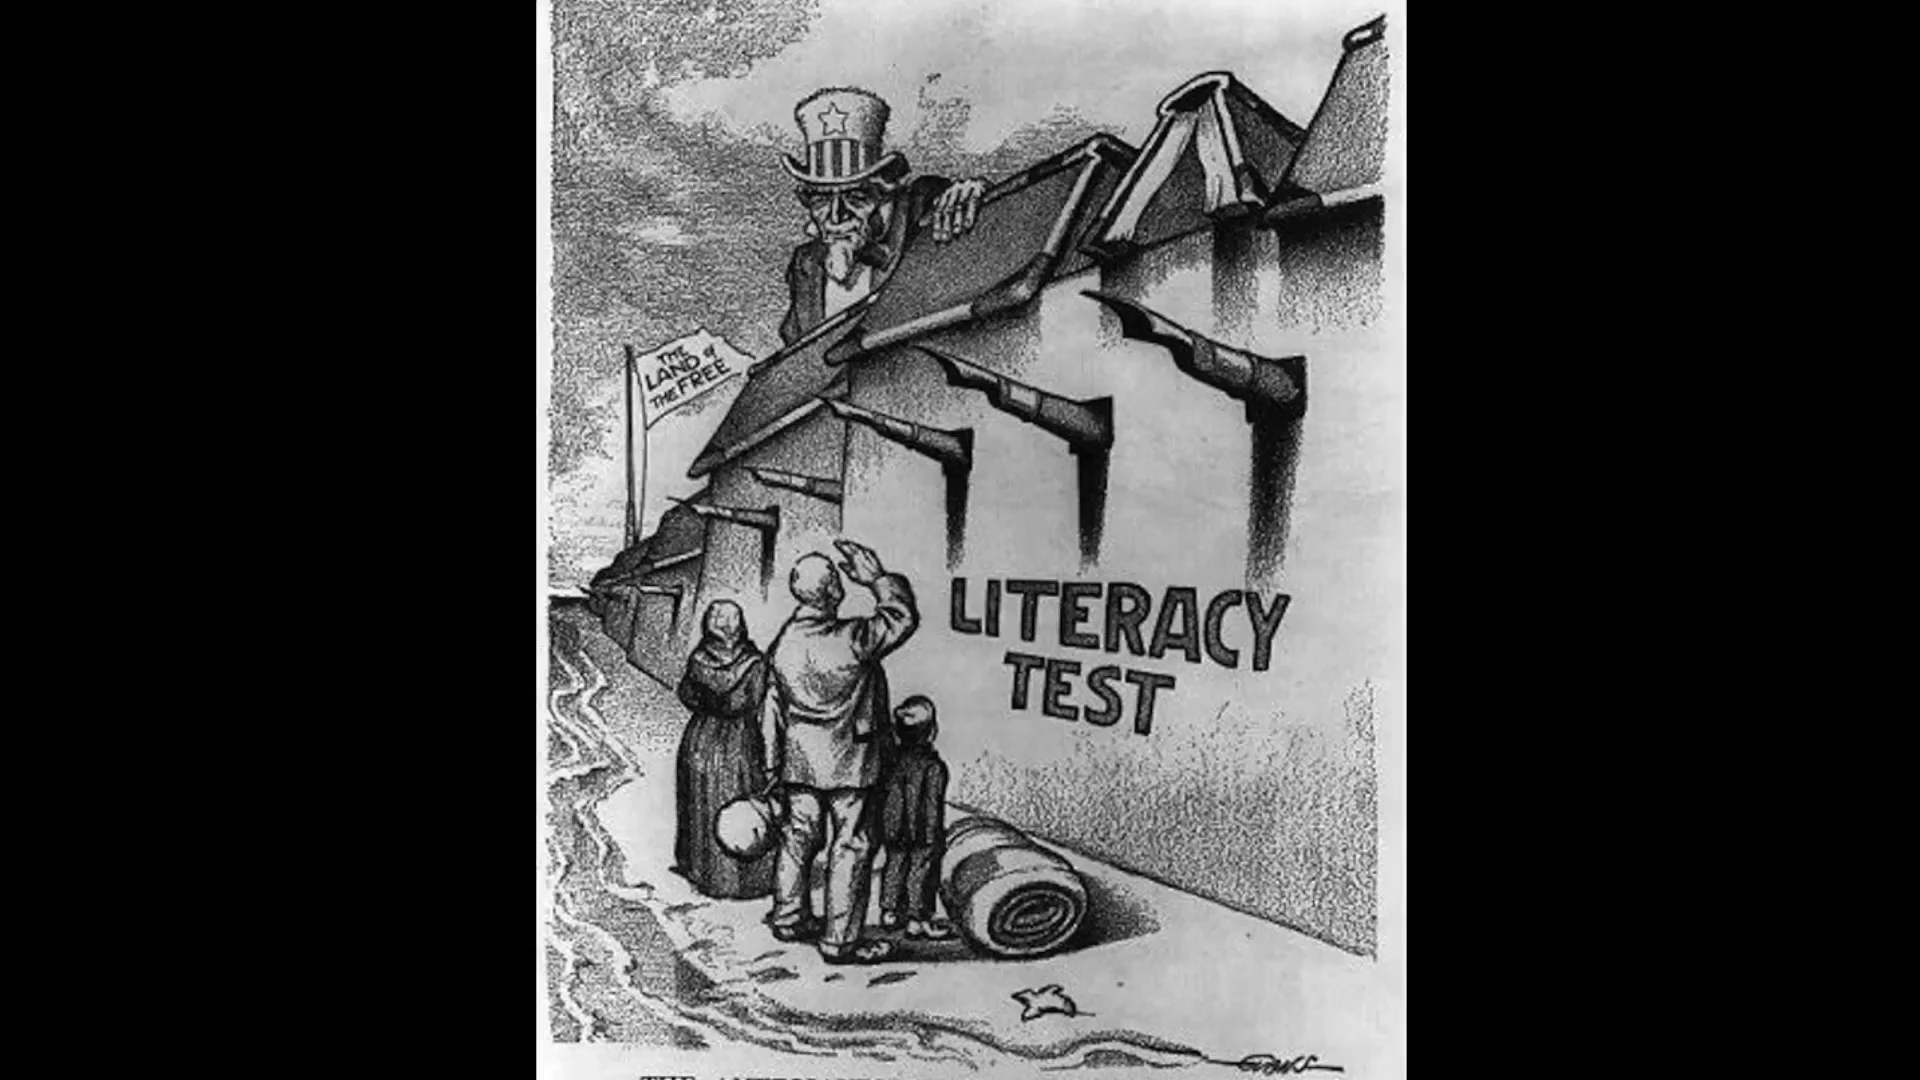 THE
LAND of
THE FREE
LITERACY
TEST